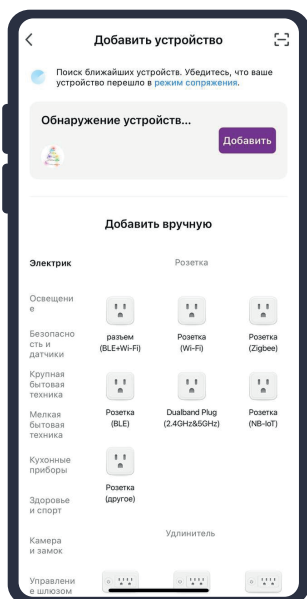 Добавить устройство
Поиск ближайших устройств. Убедитесь, что ваше
устройство перешло в режим сопряжения.
Обнаружение устройств...
Добавить
Добавить вручную
Электрик
Розетка
Освещени
е
Безопасно
сть и
датчики
Крупная
бытовая
техника
Мелкая
бытовая
техника
Кухонные
приборы
Здоровье
и спорт
Камера
и замок
Управлени
е шлюзом
разъем
(BLE+Wi-Fi)
Розетка
(Wi-Fi)
Розетка
(Zigbee)
Розетка
(BLE)
Dualband Plug
(2.4GHz&5GHz)
Розетка
(NB-IoT)
Розетка
(другое)
Удлинитель